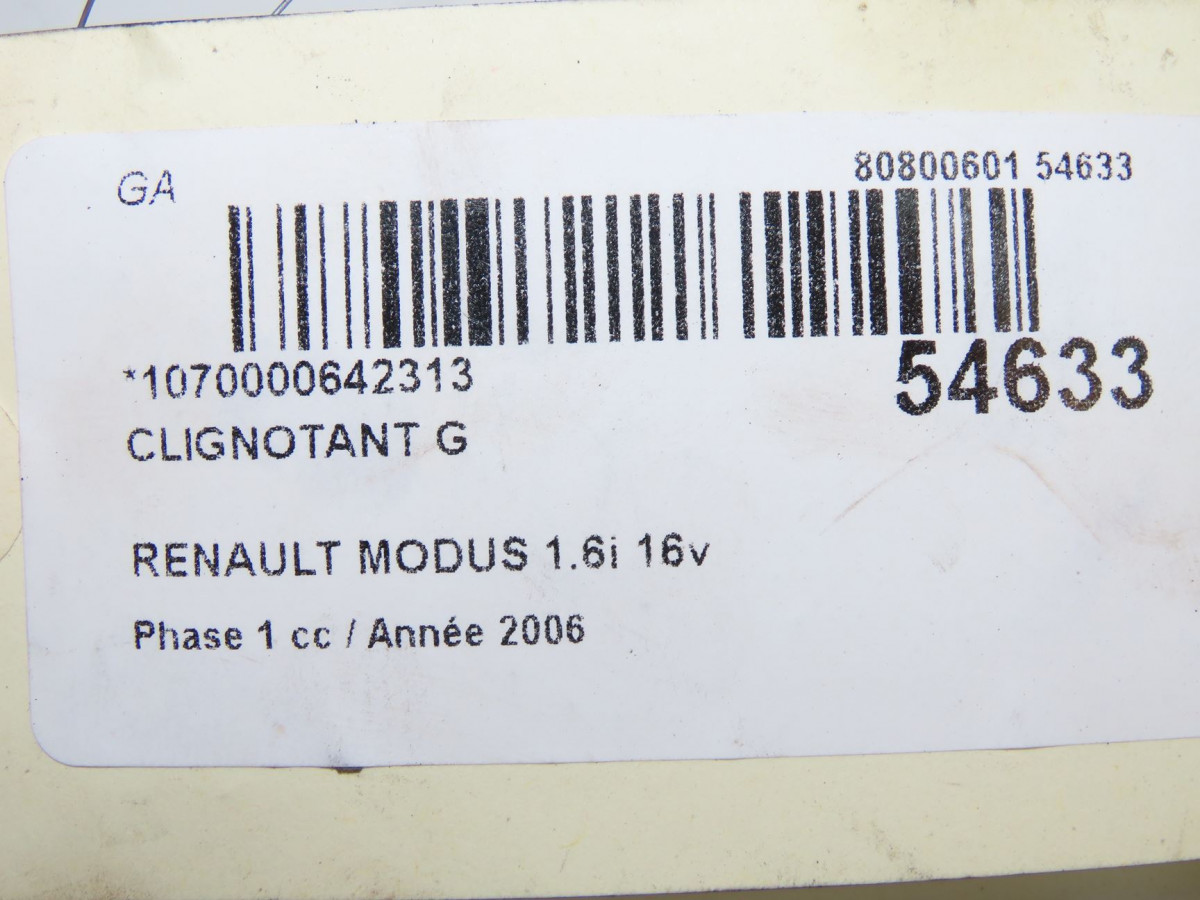 GA
80800601 54633
54633
*1070000642313
CLIGNOTANT G
RENAULT MODUS 1.6i 16v
Phase 1 cc / Année 2006